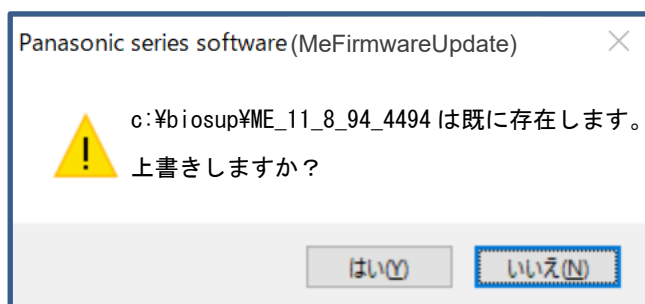 Panasonic series software(MeFirmwareUpdate)
c:¥biosup¥ME_11_8_94_4494は既に存在します。
上書きしますか？
はい(Y)
いいえ(N)